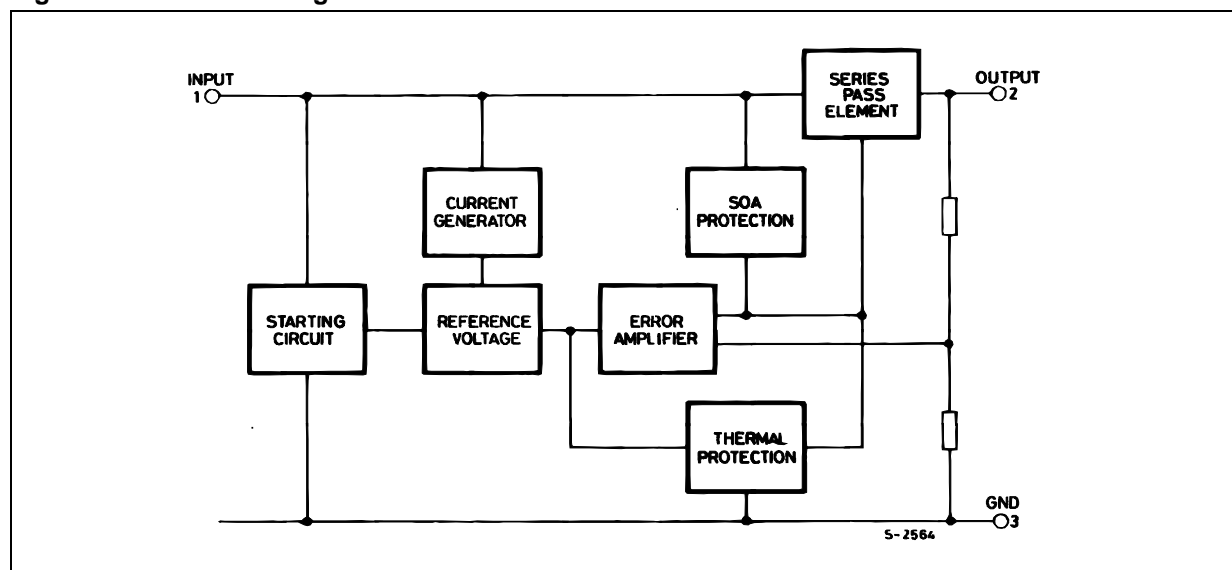 INPUT
1
SERIES
PASS
ELEMENT
OUTPUT
2
CURRENT
GENERATOR
SOA
PROTECTION
STARTING
CIRCUIT
REFERENCE
VOLTAGE
ERROR
AMPLIFIER
THERMAL
PROTECTION
GND
3
S-2564